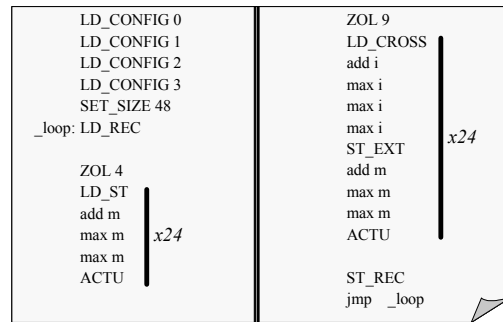 LD_CONFIG 0
LD_CONFIG 1
LD_CONFIG 2
LD_CONFIG 3
SET_SIZE 48
_loop: LD_REC
ZOL 4
LD_ST
add m
max m x24
max m
ACTU
ZOL 9
LD_CROSS
add i
max i
max i
max i
x24
ST_EXT
add m
max m
max m
ACTU
ST_REC
jmp _loop